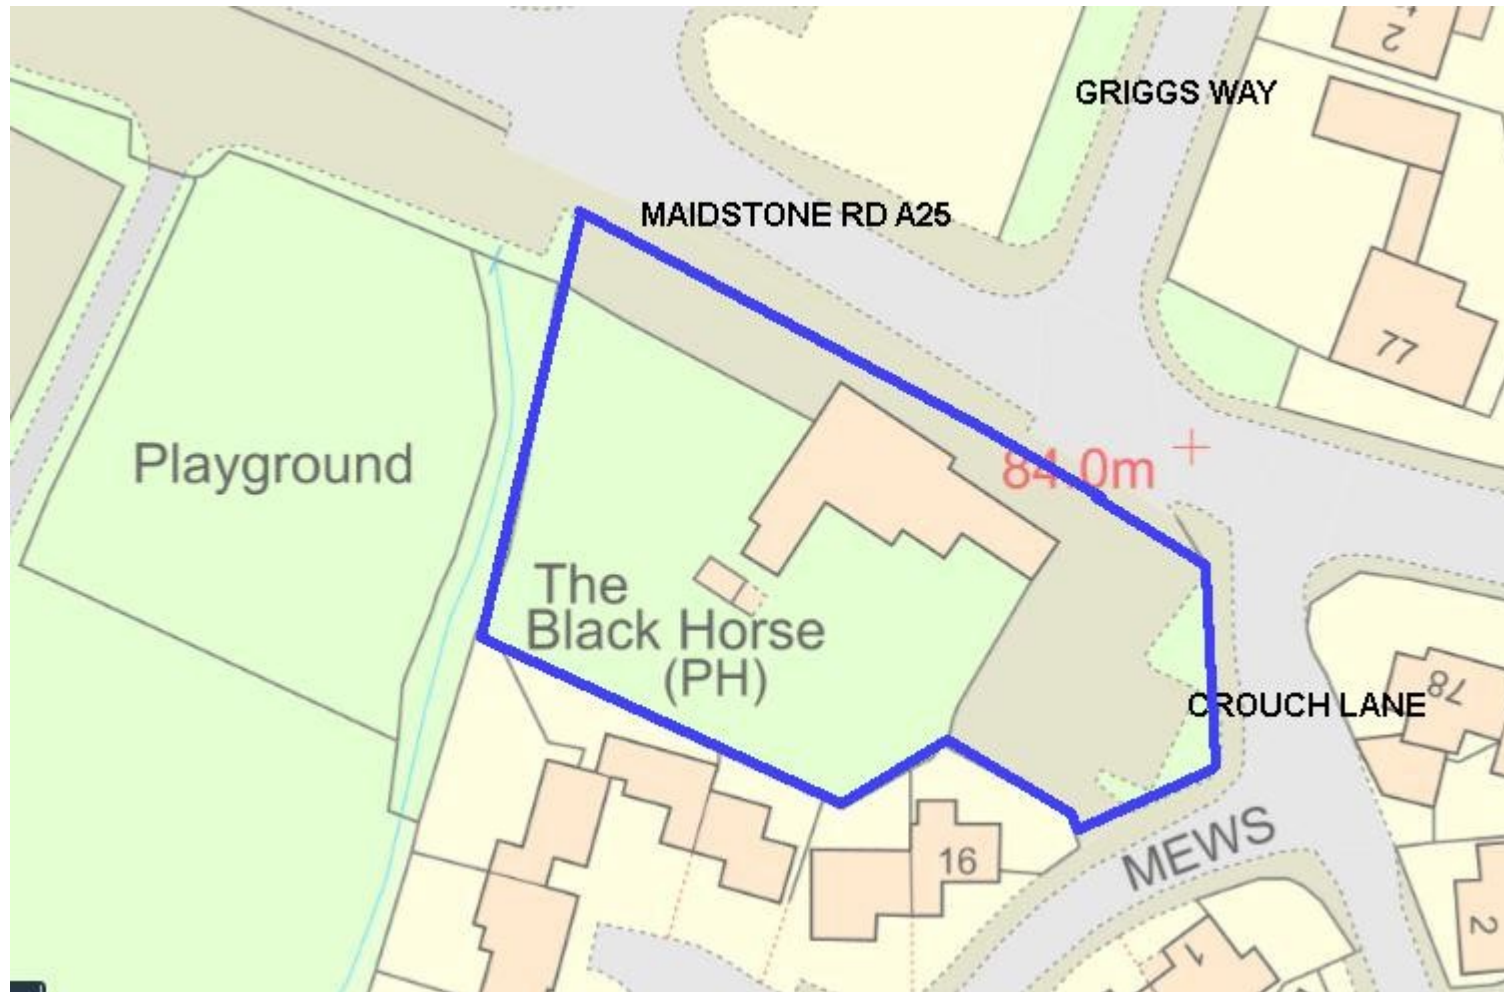 2
GRIGGS WAY
MAIDSTONE RD A25
77
Playground
84.0m
The
Black Horse
(PH)
78
CROUCH LANE
MEWS
16
2
1